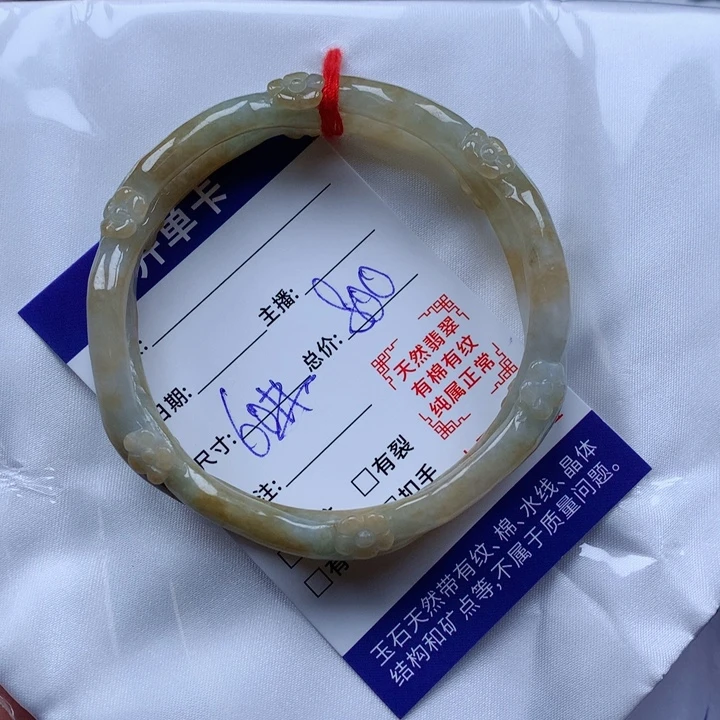 开单卡
主播:
日期:
总价: 800
尺寸:
注:
有裂
扣手
天然翡翠
有棉有纹
纯属正常
玉石天然带有纹、棉、水线、晶体
结构和矿点等,不属于质量问题。